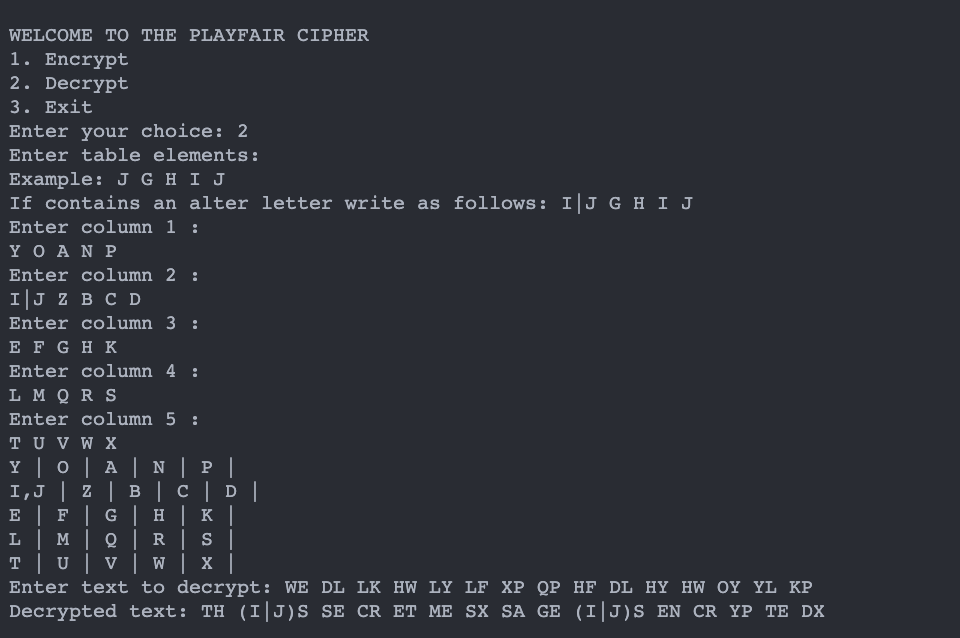 WELCOME TO THE PLAYFAIR CIPHER
1. Encrypt
2. Decrypt
3. Exit
Enter your choice: 2
Enter table elements:
Example: J G H I J
If contains an alter letter write as follows: I|J G H I J
Enter column 1 :
Y O A N P
Enter column 2 :
I|J Z B C D
Enter column 3 :
E F G H K
Enter column 4 :
L M Q R S
Enter column 5 :
T U V W X
Y | O | A | N | P |
I,J | Z | B | C | D |
E | F | G | H | K |
L | M | Q | R | S |
T | U | V | W | X |
Enter text to decrypt: WE DL LK HW LY LF XP QP HF DL HY HW OY YL KP
Decrypted text: TH (I|J)S SE CR ET ME SX SA GE (I|J)S EN CR YP TE DX